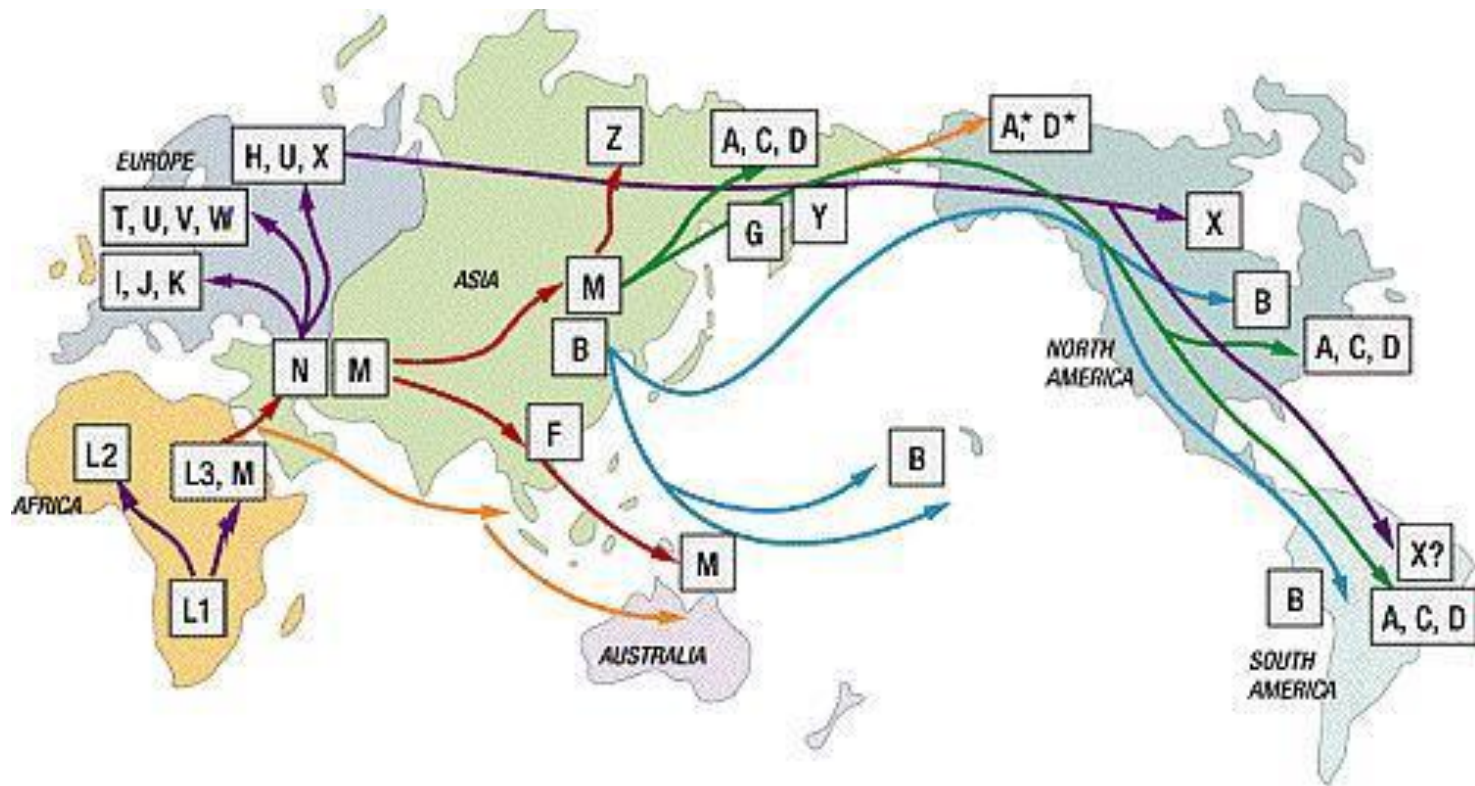 Z
A, C, D
A,* D*
EUROPE
H, U, X
T, U, V, W
G
Y
X
I, J, K
ASIA
M
B
B
N
M
NORTH
AMERICA
A, C, D
F
L2
L3, M
B
AFRICA
M
X?
L1
B
A, C, D
AUSTRALIA
SOUTH
AMERICA